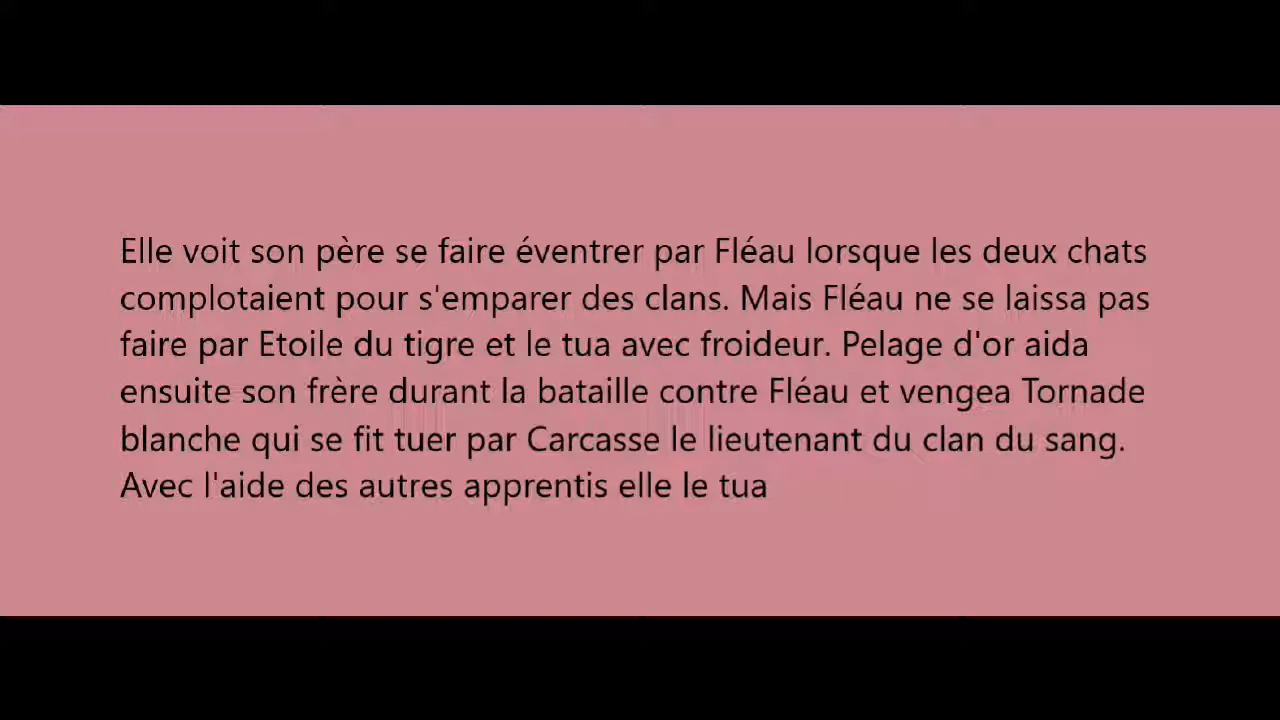 Elle voit son père se faire éventrer par Fléau lorsque les deux chats
complotaient pour s'emparer des clans. Mais Fléau ne se laissa pas
faire par Etoile du tigre et le tua avec froideur. Pelage d'or aida
ensuite son frère durant la bataille contre Fléau et vengea Tornade
blanche qui se fit tuer par Carcasse le lieutenant du clan du sang.
Avec l'aide des autres apprentis elle le tua